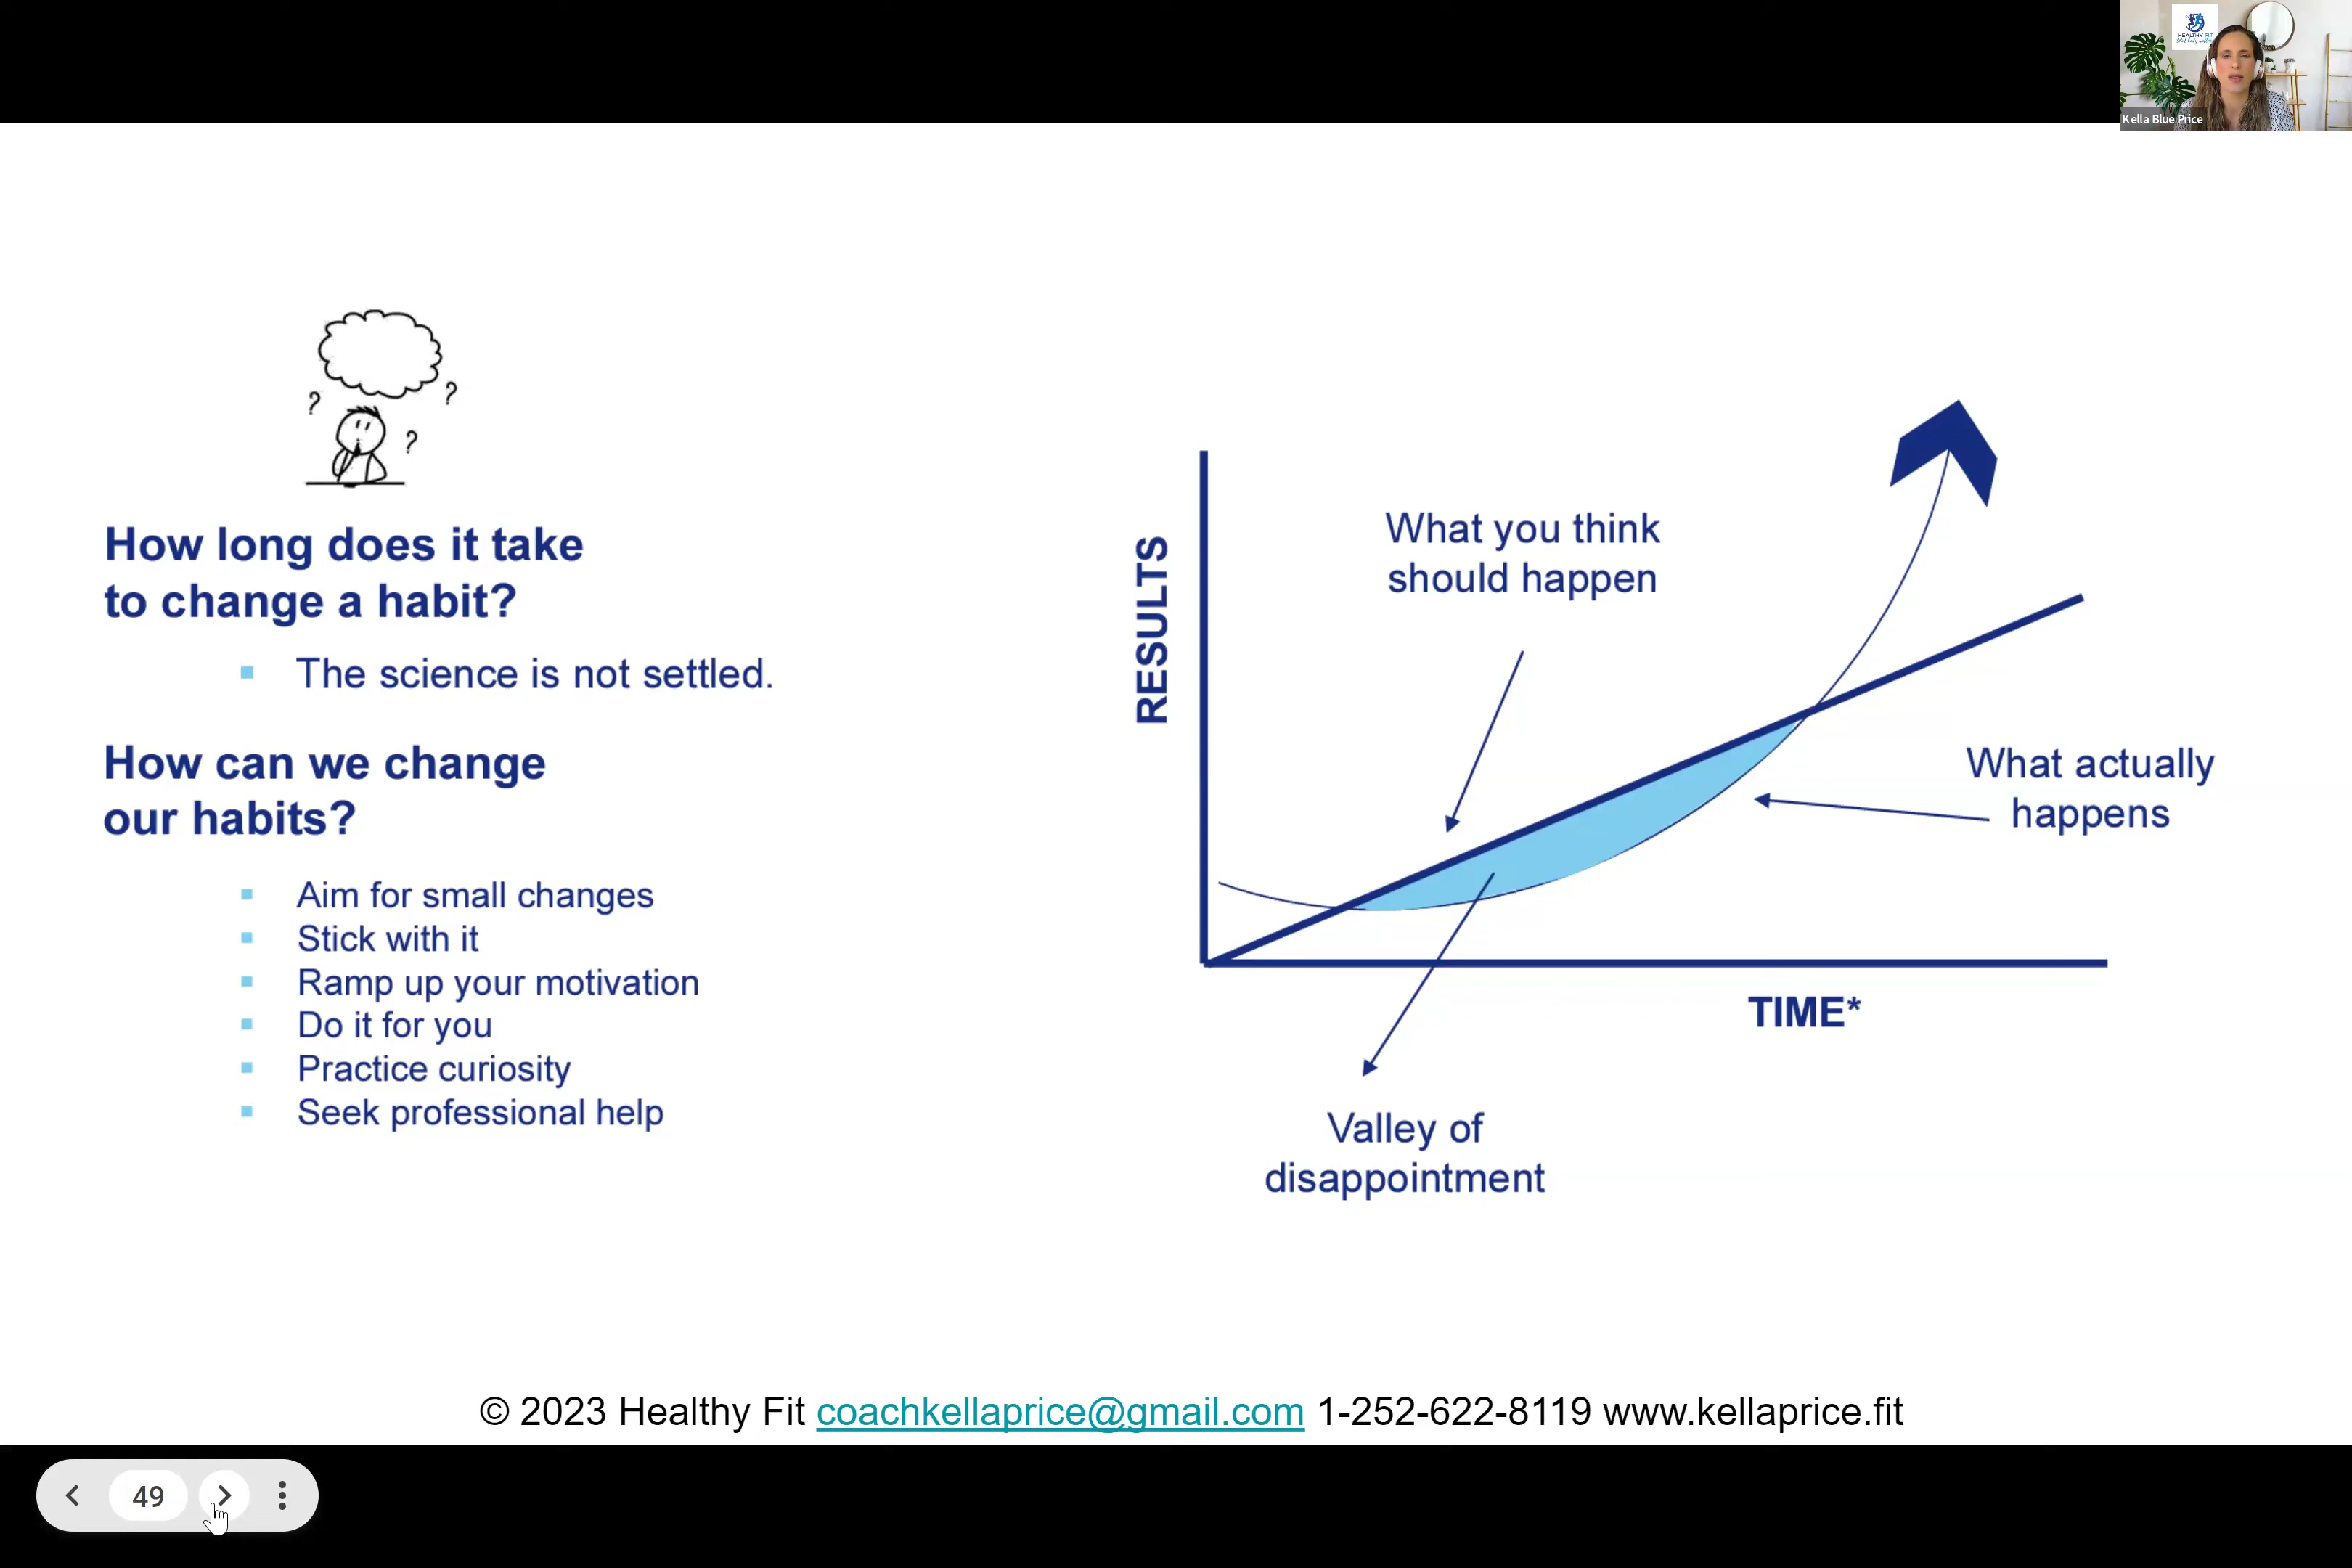 HEALTHY FIT
Kella Blue Price
?
?
?
How long does it take
to change a habit?
The science is not settled.
How can we change
our habits?
Aim for small changes
Stick with it
Ramp up your motivation
Do it for you
Practice curiosity
Seek professional help
RESULTS
What you think
should happen
What actually
happens
TIME*
Valley of
disappointment
© 2023 Healthy Fit coachkellaprice@gmail.com 1-252-622-8119 www.kellaprice.fit
49